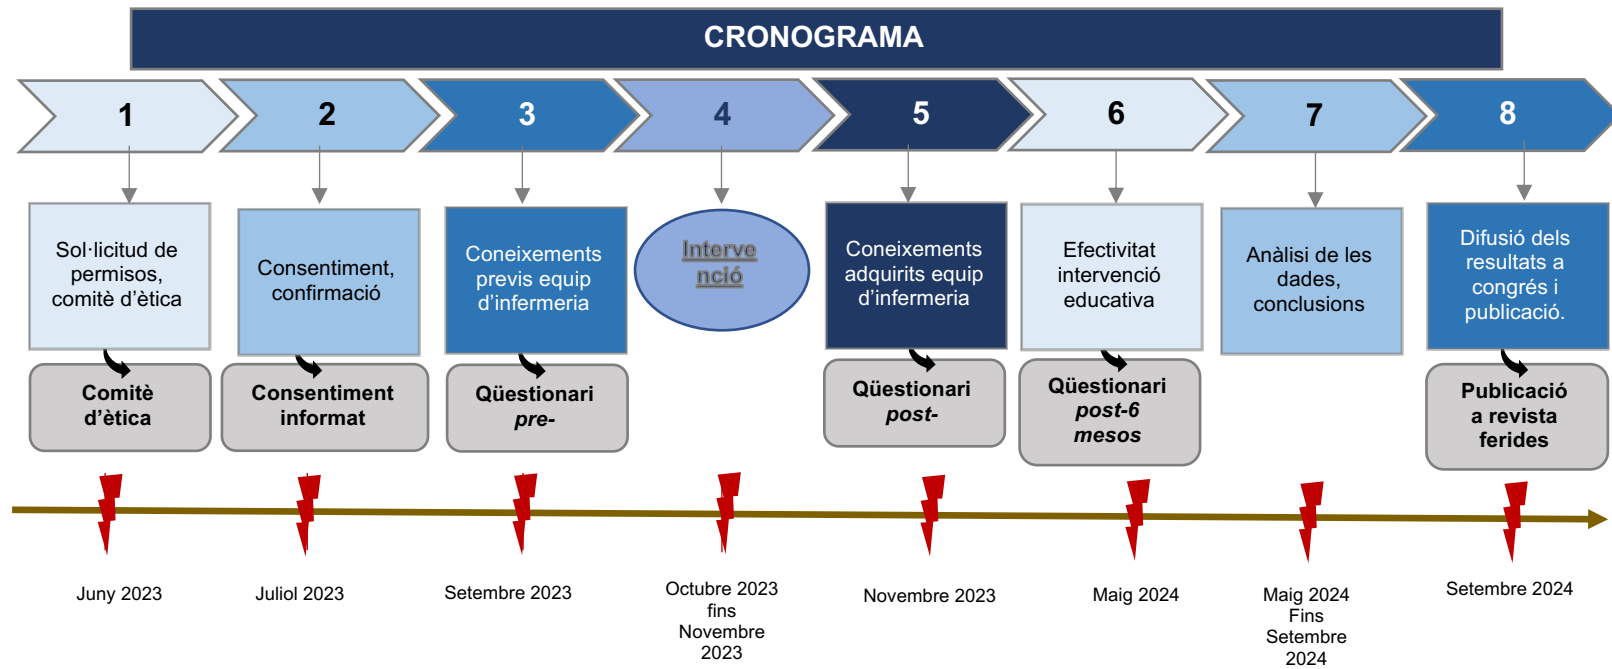 CRONOGRAMA
1
2
3
4
5
6
7
8
Sol·licitud de
permisos,
comitè d’ètica
Consentiment,
confirmació
Coneixements
previs equip
d’infermeria
Interve
nció
Coneixements
adquirits equip
d’infermeria
Efectivitat
intervenció
educativa
Anàlisi de les
dades,
conclusions
Difusió dels
resultats a
congrés i
publicació.
Comitè
d’ètica
Consentiment
informat
Qüestionari
pre-
Qüestionari
post-
Qüestionari
post-6
mesos
Publicació
a revista
ferides
Juny 2023
Juliol 2023
Setembre 2023
Octubre 2023
fins
Novembre
2023
Novembre 2023
Maig 2024
Maig 2024
Fins
Setembre
2024
Setembre 2024